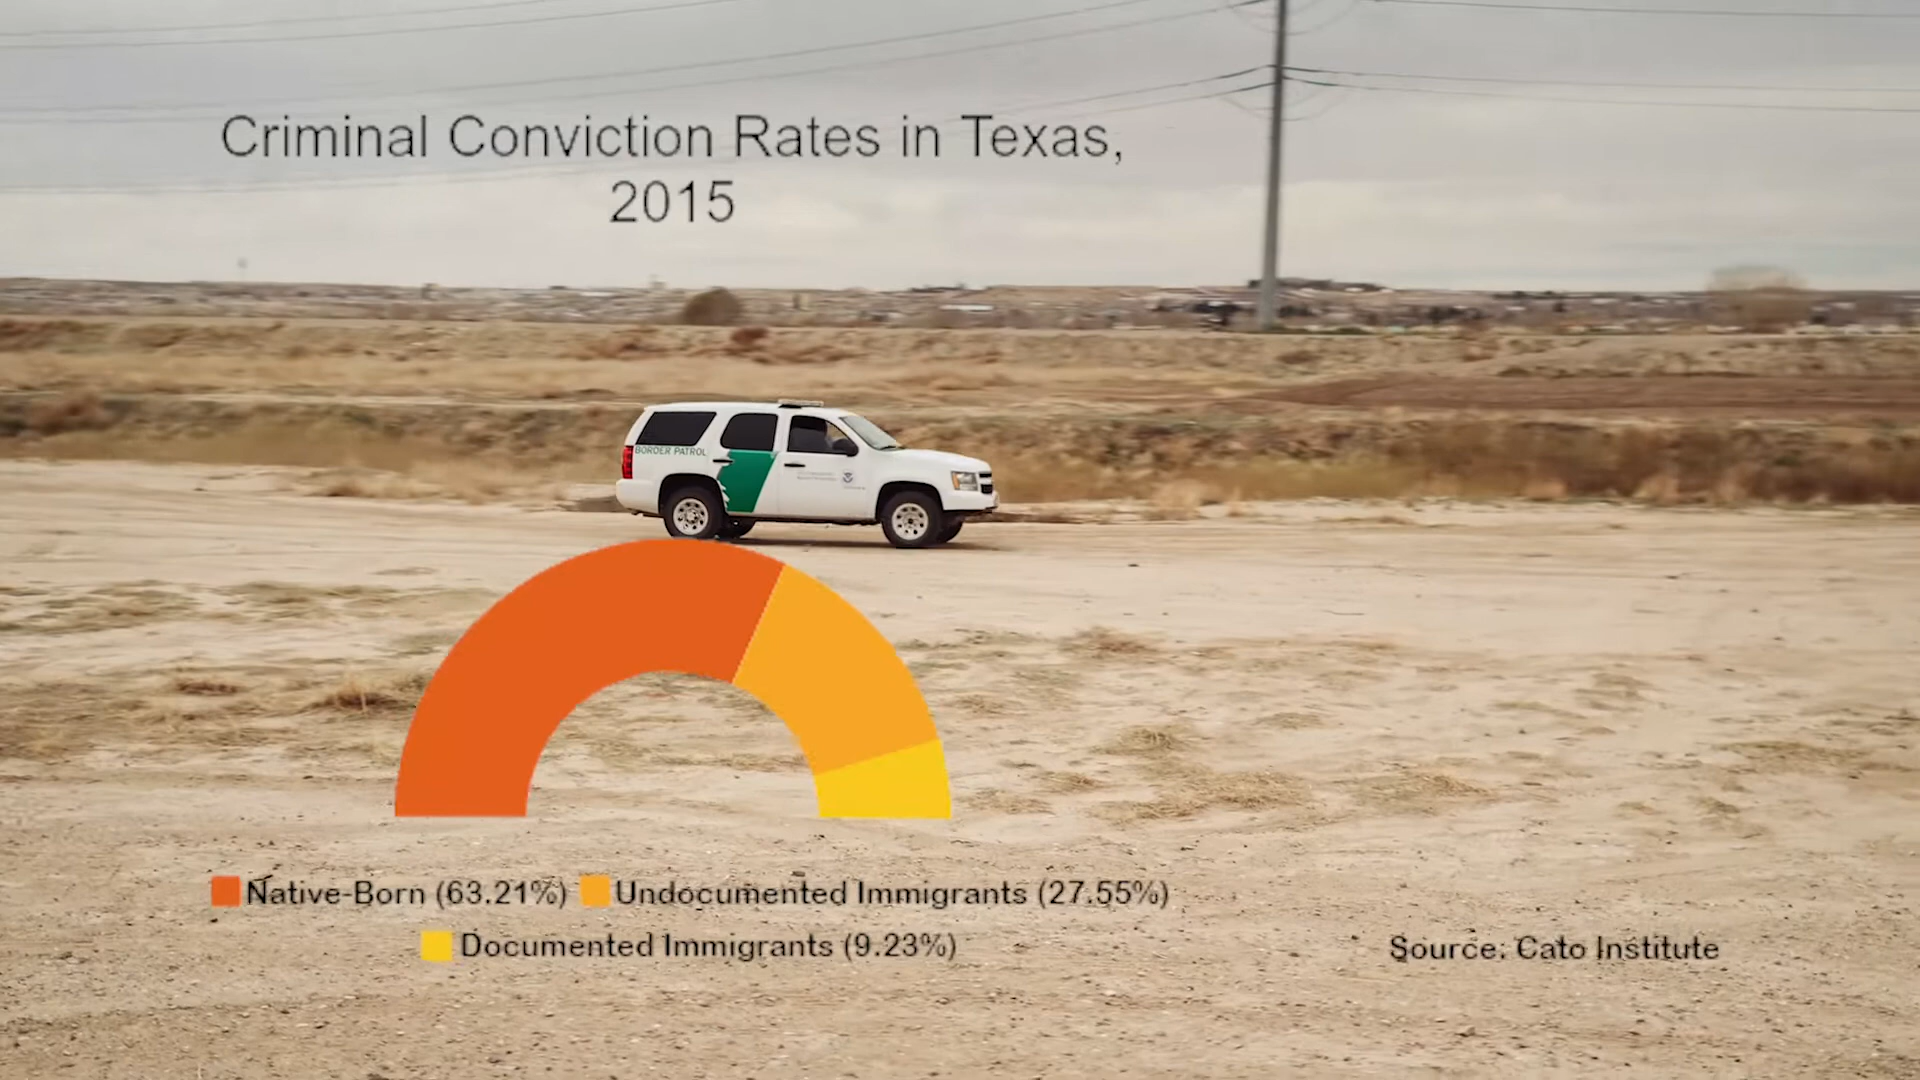 Criminal Conviction Rates in Texas,
2015
BORDER PATROL
Native-Born (63.21%) Undocumented Immigrants (27.55%)
Documented Immigrants (9.23%)
Source: Cato Institute